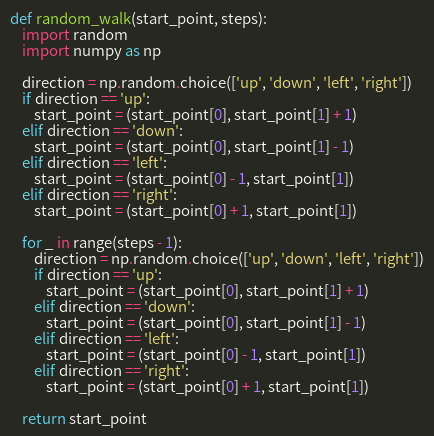 def random_walk(start_point, steps):
    import random
    import numpy as np

    direction = np.random.choice(['up', 'down', 'left', 'right'])
    if direction == 'up':
        start_point = (start_point[0], start_point[1] + 1)
    elif direction == 'down':
        start_point = (start_point[0], start_point[1] - 1)
    elif direction == 'left':
        start_point = (start_point[0] - 1, start_point[1])
    elif direction == 'right':
        start_point = (start_point[0] + 1, start_point[1])

    for _ in range(steps - 1):
        direction = np.random.choice(['up', 'down', 'left', 'right'])
        if direction == 'up':
            start_point = (start_point[0], start_point[1] + 1)
        elif direction == 'down':
            start_point = (start_point[0], start_point[1] - 1)
        elif direction == 'left':
            start_point = (start_point[0] - 1, start_point[1])
        elif direction == 'right':
            start_point = (start_point[0] + 1, start_point[1])

    return start_point